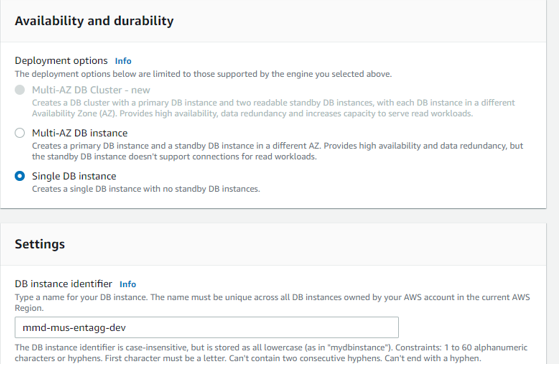 Availability and durability
Deployment options Info
The deployment options below are limited to those supported by the engine you selected above.
Multi-AZ DB Cluster - new
Creates a DB cluster with a primary DB instance and two readable standby DB instances, with each DB instance in a different
Availability Zone (AZ). Provides high availability, data redundancy and increases capacity to serve read workloads.
Multi-AZ DB instance
Creates a primary DB instance and a standby DB instance in a different AZ. Provides high availability and data redundancy, but
the standby DB instance doesn't support connections for read workloads.
Single DB instance
Creates a single DB instance with no standby DB instances.
Settings
DB instance identifier Info
Type a name for your DB instance. The name must be unique across all DB instances owned by your AWS account in the current AWS
Region.
mmd-mus-entagg-dev
The DB instance identifier is case-insensitive, but is stored as all lowercase (as in "mydbinstance"). Constraints: 1 to 60 alphanumeric
characters or hyphens. First character must be a letter. Can't contain two consecutive hyphens. Can't end with a hyphen.